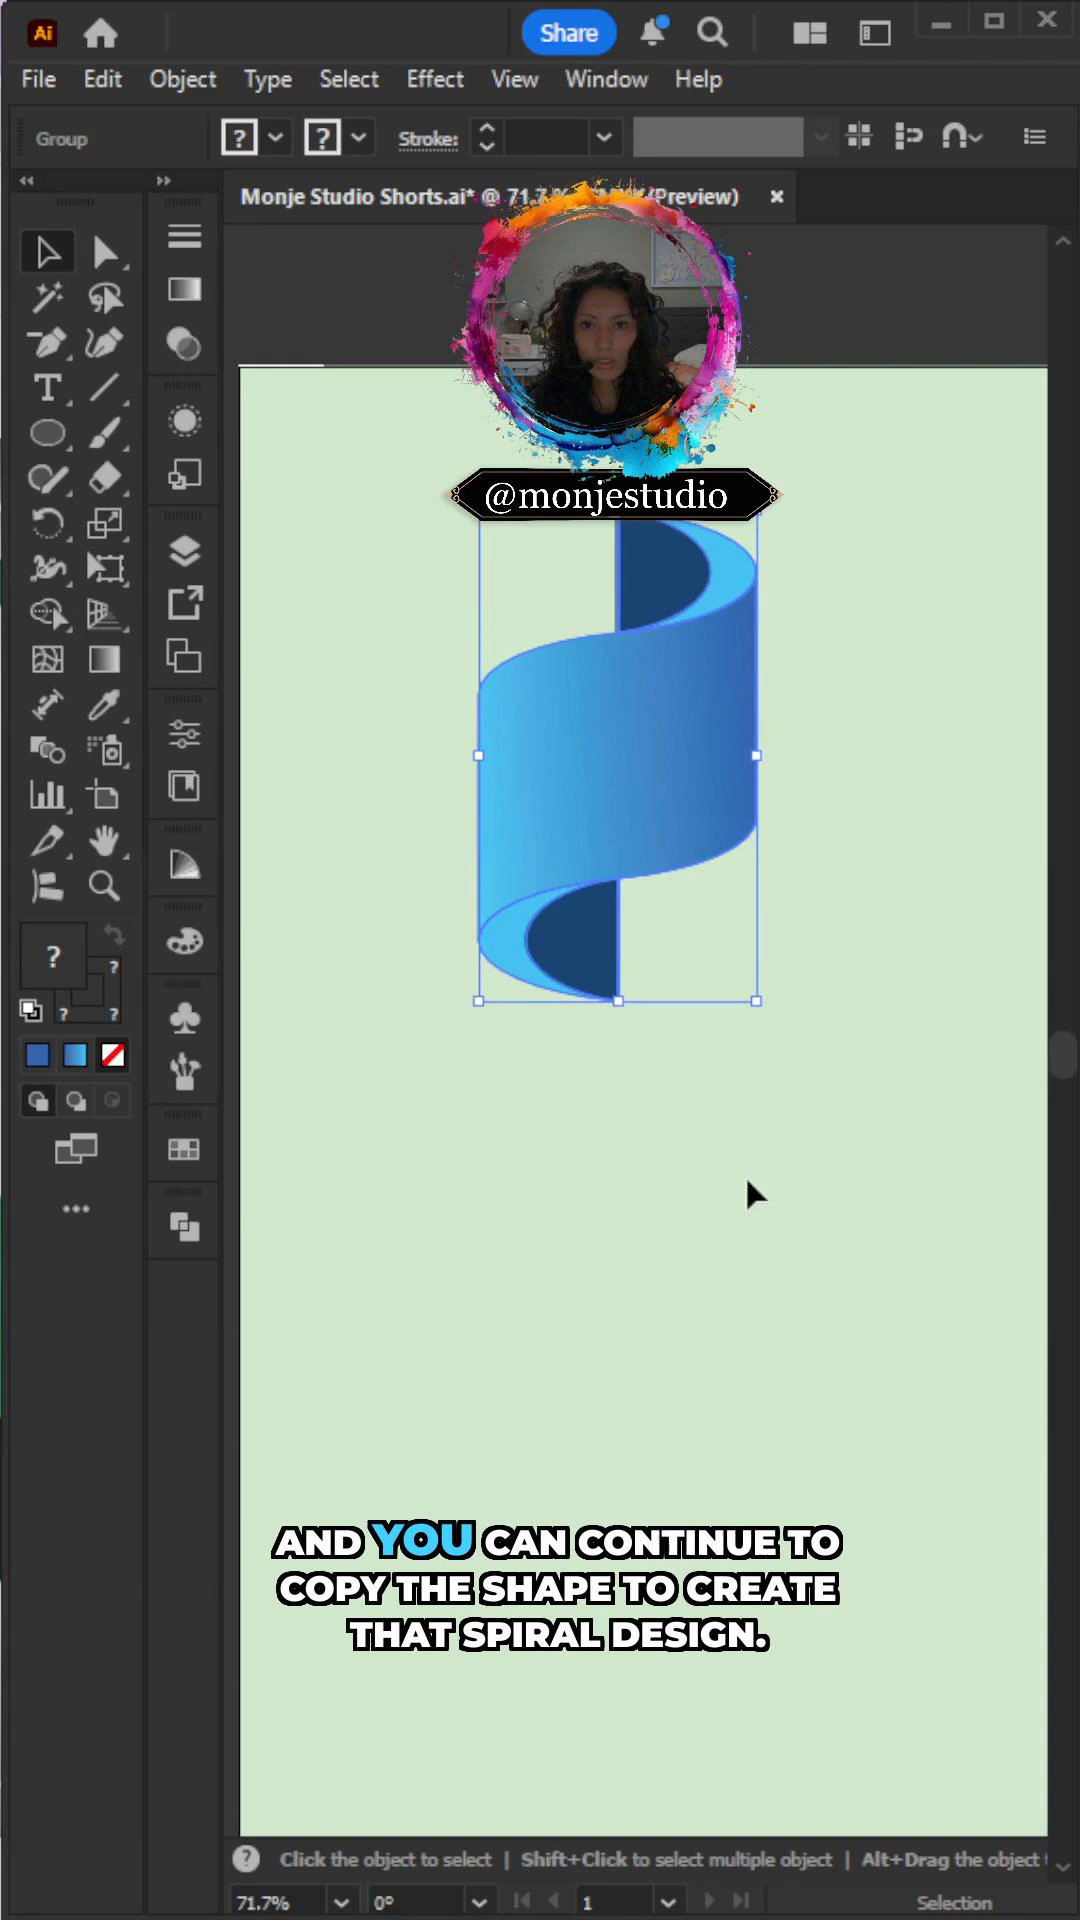 Ai
Share
File Edit Object Type Select Effect View Window Help
Group ? ? Stroke:
Monje Studio Shorts.ai* @ 71.7 Preview)
@monjestudio
T
?
?
? ?
AND YOU CAN CONTINUE TO
COPY THE SHAPE TO CREATE
THAT SPIRAL DESIGN.
? Click the object to select | Shift+Click to select multiple object | Alt+Drag the object
71.7% 0° 1 Selection